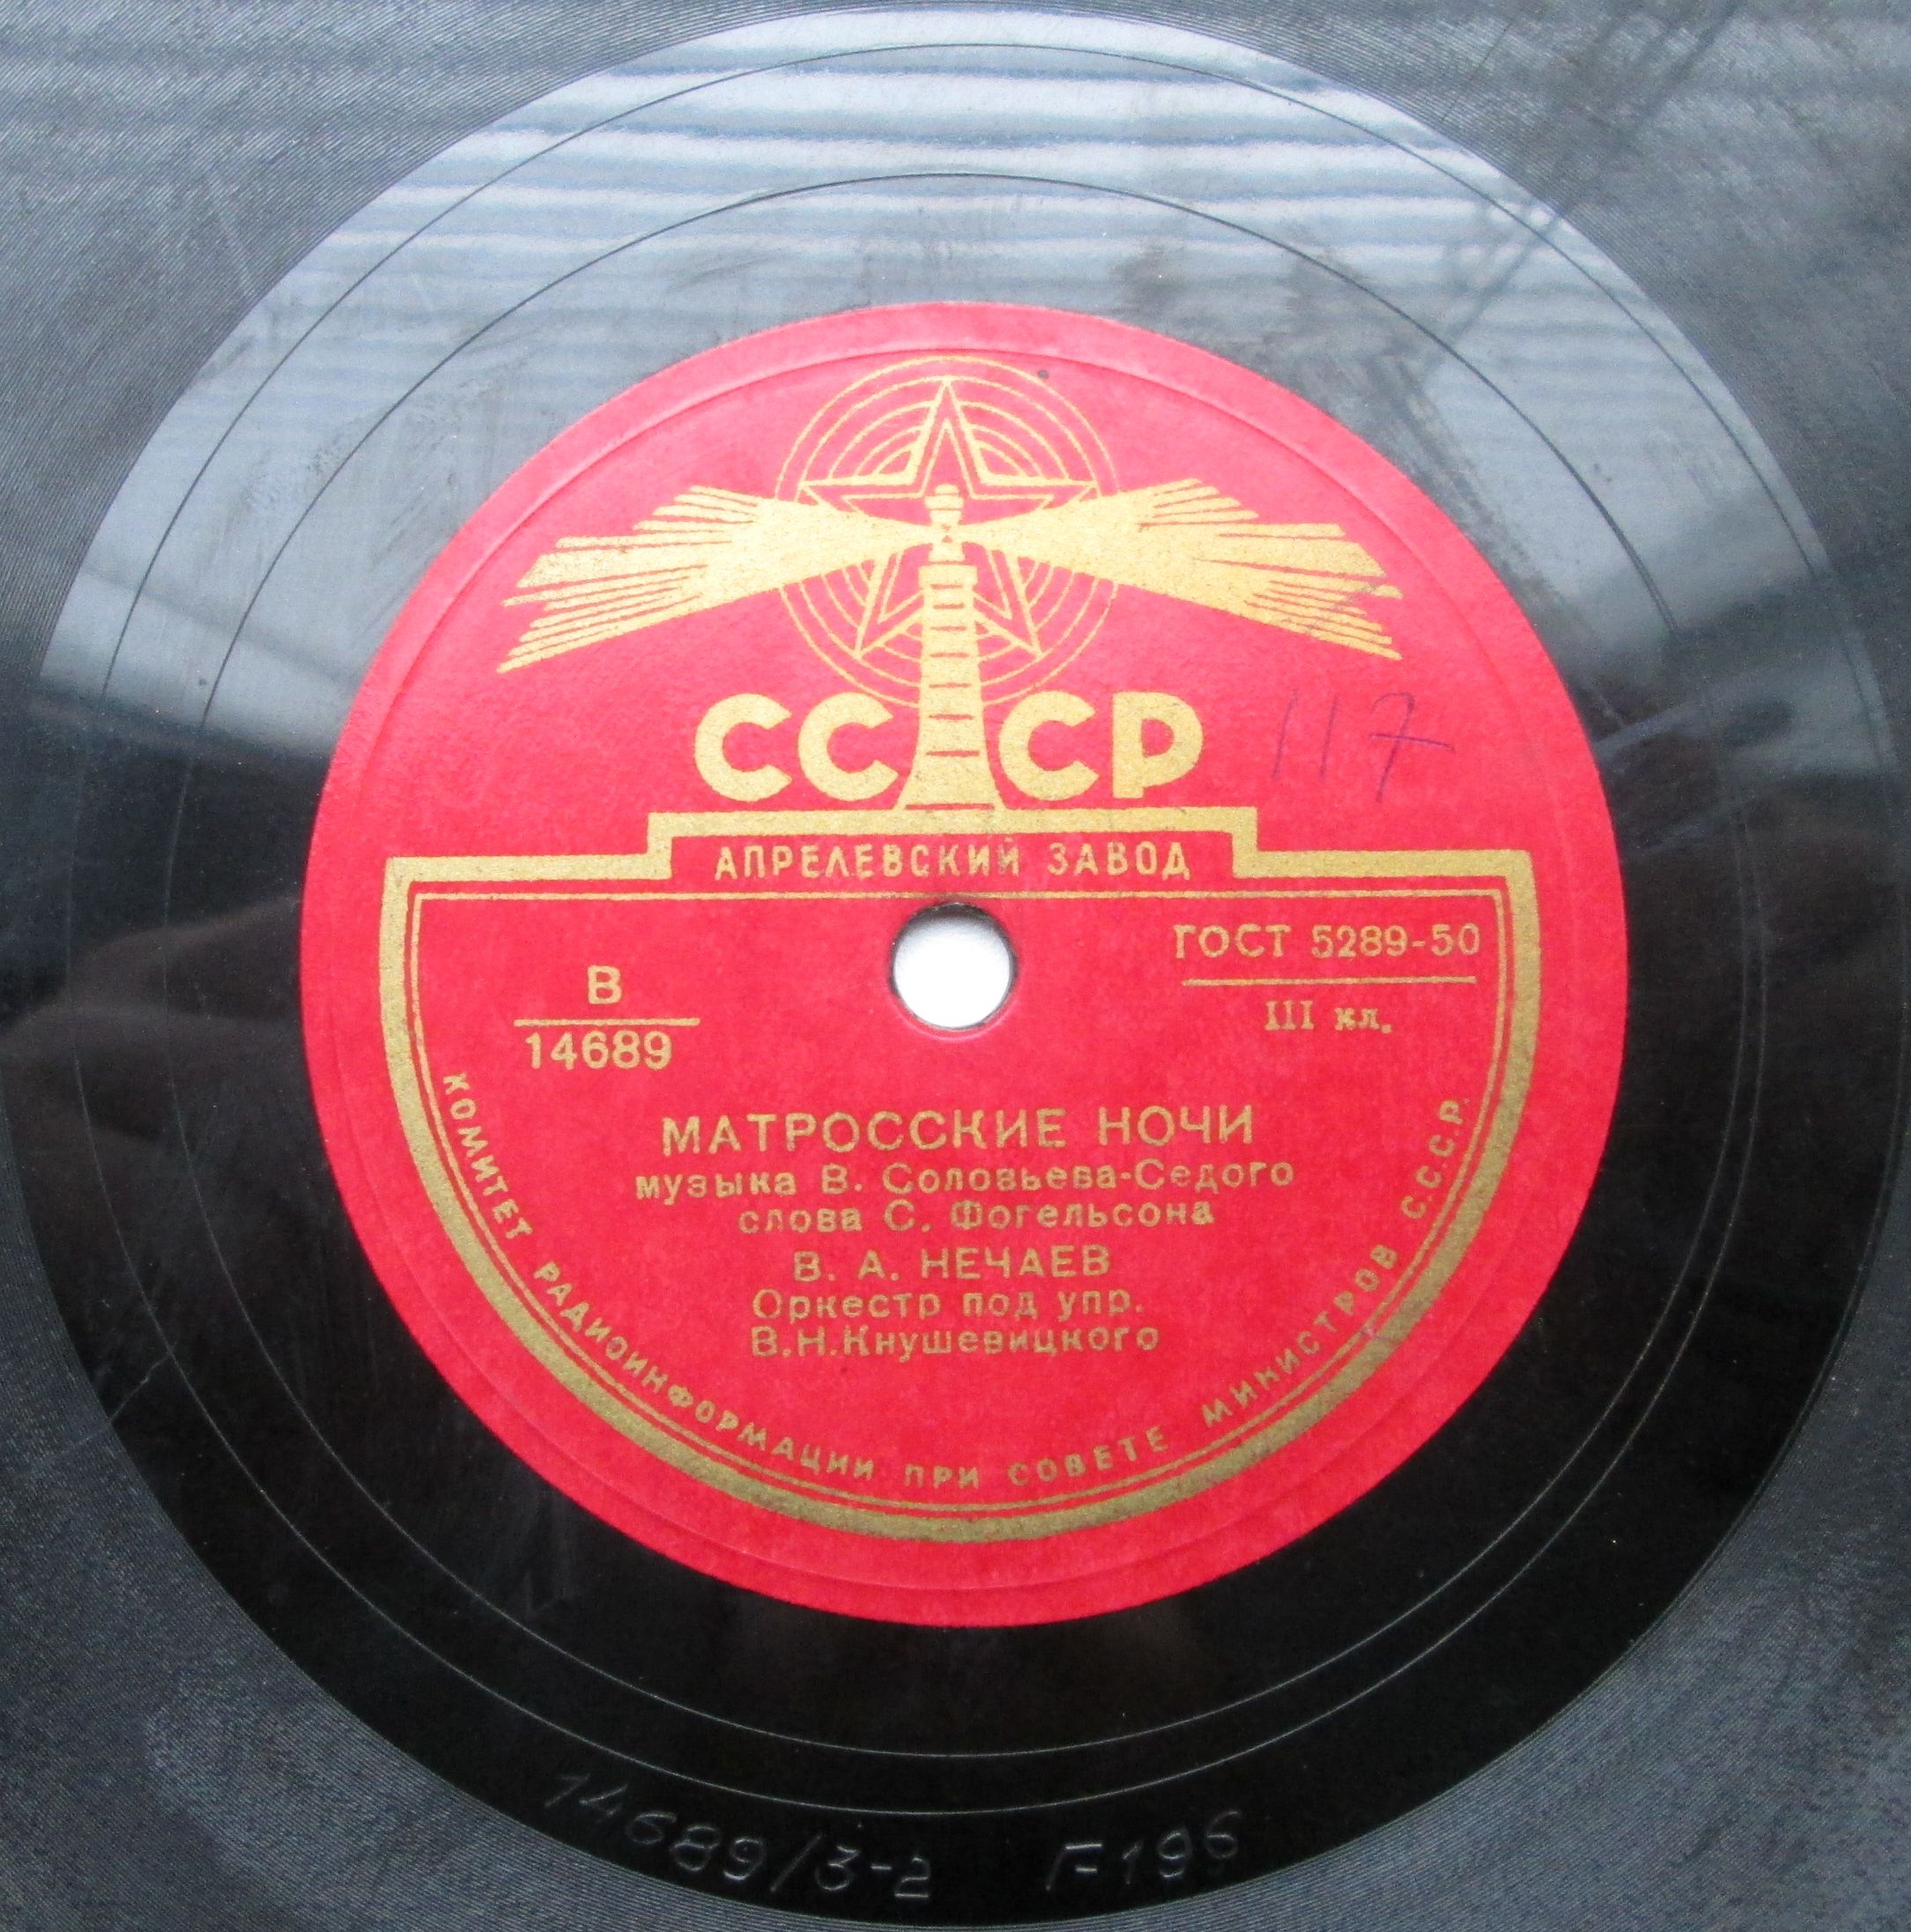 СССР
117
АПРЕЛЕВСКИЙ ЗАВОД
ГОСТ 5289-50
III кл.
В
14689
МАТРОССКИЕ НОЧИ
музыка В. Соловьева-Седого
слова С. Фогельсона
В. А. НЕЧАЕВ
Оркестр под упр.
В.Н.Кнушевицкого
КОМИТЕТ РАДИОИНФОРМАЦИИ ПРИ СОВЕТЕ МИНИСТРОВ С.С.С.Р.
14689/3-2 Г-196